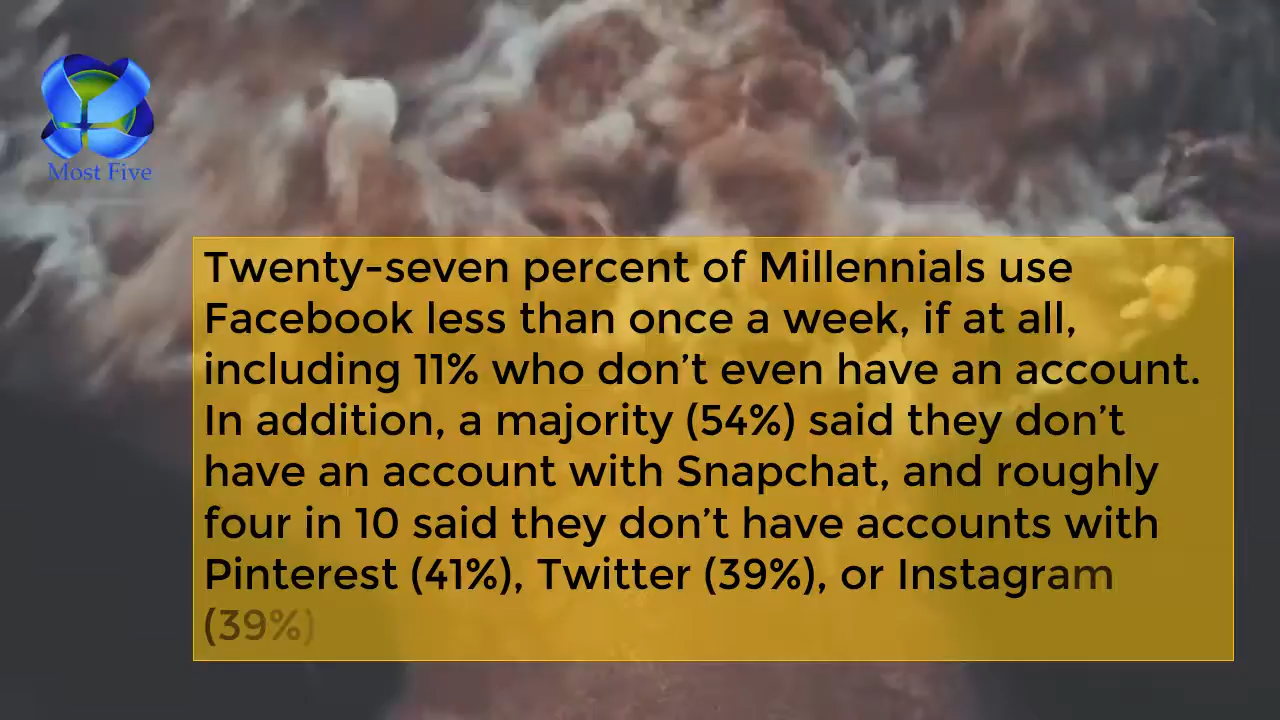 Most Five
Twenty-seven percent of Millennials use
Facebook less than once a week, if at all,
including 11% who don’t even have an account.
In addition, a majority (54%) said they don’t
have an account with Snapchat, and roughly
four in 10 said they don’t have accounts with
Pinterest (41%), Twitter (39%), or Instagram
(39%)